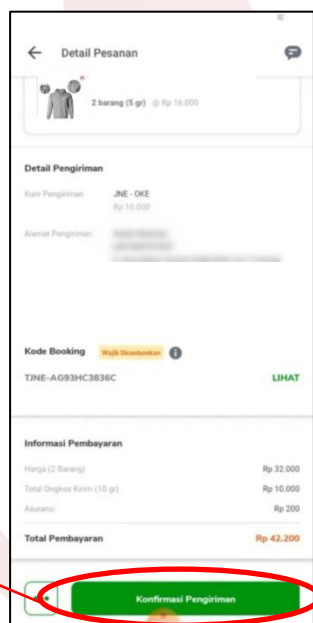 Detail Pesanan
2 barang (5 gr) @ Rp 16.000
Detail Pengiriman
Kurir Pengiriman JNE - OKE
Rp 10.000
Alamat Pengiriman
Kode Booking Wajib Dicantumkan
TJNE-AG93HC3836C LIHAT
Informasi Pembayaran
Harga (2 Barang) Rp 32.000
Total Ongkos Kirim (10 gr) Rp 10.000
Asuransi Rp 200
Total Pembayaran Rp 42.200
Konfirmasi Pengiriman